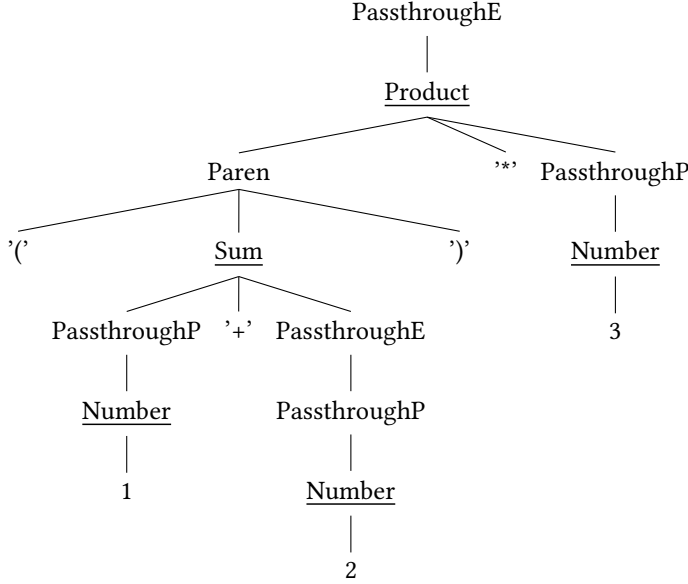 PassthroughE
Product
Paren ’*’ PassthroughP
’(’ Sum ’)’ Number
PassthroughP ’+’ PassthroughE 3
Number PassthroughP
1 Number
2